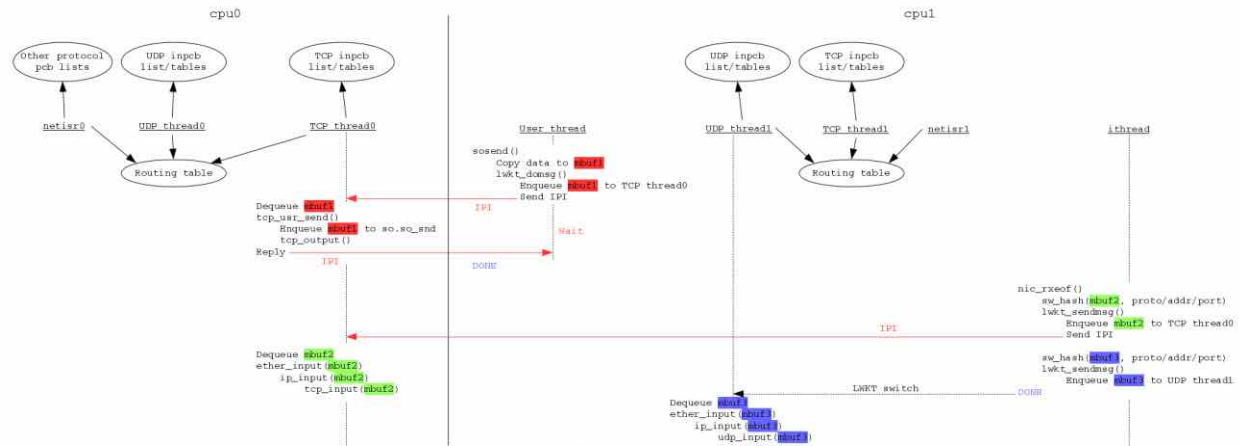 cpu0
cpu1
Other protocol
pcb lists
UDP inpcb
list/tables
TCP inpcb
list/tables
UDP inpcb
list/tables
TCP inpcb
list/tables
netisr0
UDP thread0
TCP thread0
User thread
UDP thread1
TCP thread1
netisr1
ithread
Routing table
Routing table
sosend()
Copy data to mbuf1
lwkt_domsg()
Enqueue mbuf1 to TCP thread0
Send IPI
IPI
Dequeue mbuf1
tcp_usr_send()
Enqueue mbuf1 to so.so_snd
tcp_output()
Reply
Wait
IPI
DONE
nic_rxeof()
sw_hash(mbuf2, proto/addr/port)
lwkt_sendmsg()
Enqueue mbuf2 to TCP thread0
Send IPI
IPI
Dequeue mbuf2
ether_input(mbuf2)
ip_input(mbuf2)
tcp_input(mbuf2)
sw_hash(mbuf3, proto/addr/port)
lwkt_sendmsg()
Enqueue mbuf3 to UDP thread1
LWKT switch
DONE
Dequeue mbuf3
ether_input(mbuf3)
ip_input(mbuf3)
udp_input(mbuf3)